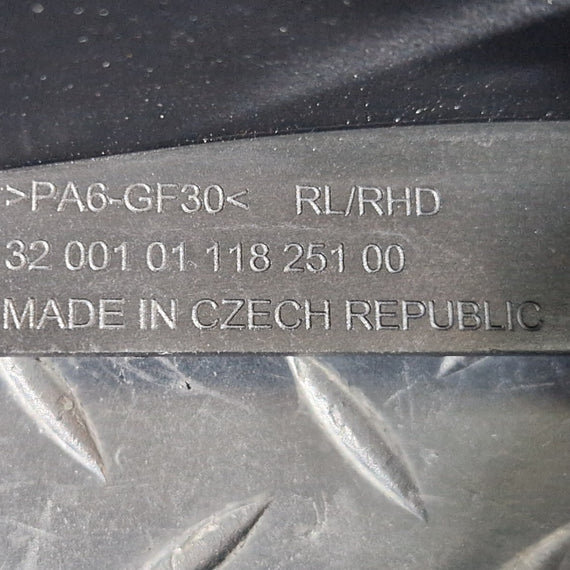 >PA6-GF30< RL/RHD
32 001 01 118 251 00
MADE IN CZECH REPUBLIC